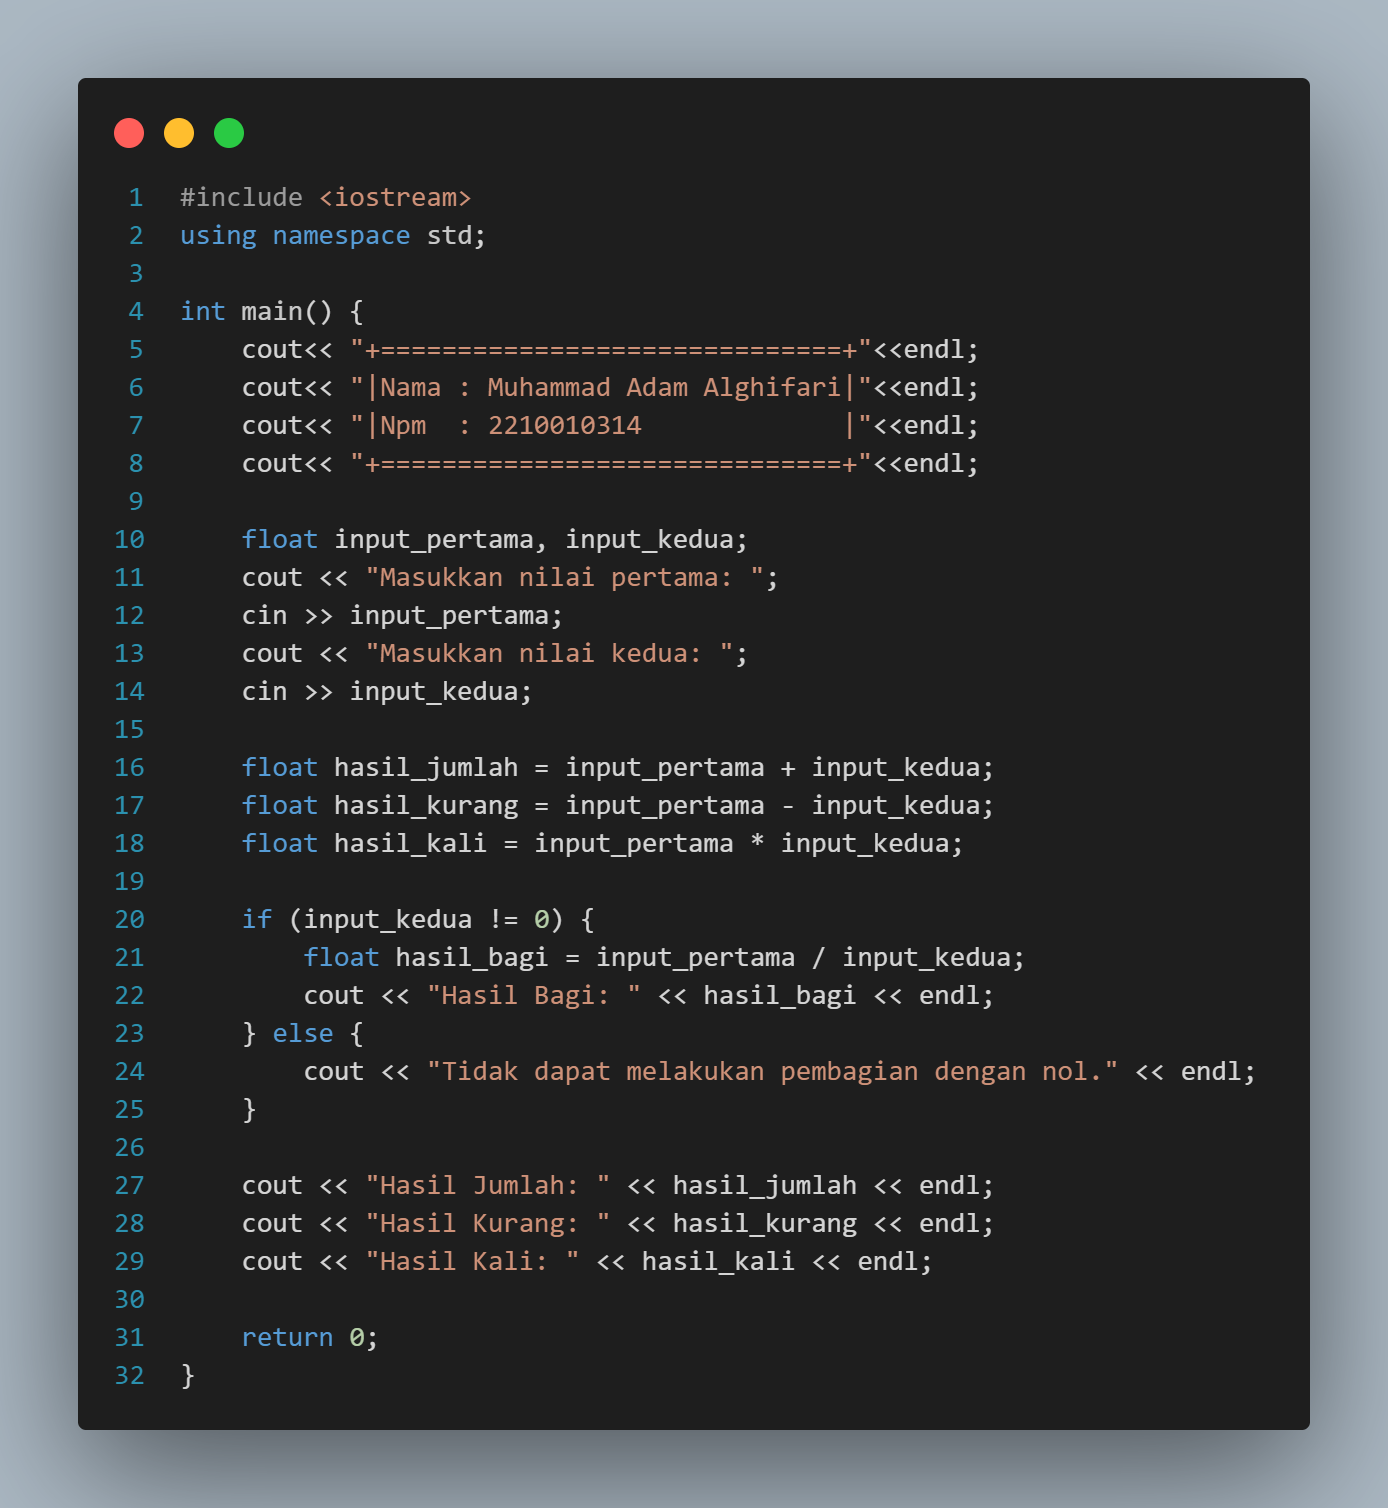 1 #include <iostream>
2 using namespace std;
3
4 int main() {
5     cout<< "+==============================+"<<endl;
6     cout<< "|Nama : Muhammad Adam Alghifari|"<<endl;
7     cout<< "|Npm  : 2210010314             |"<<endl;
8     cout<< "+==============================+"<<endl;
9
10     float input_pertama, input_kedua;
11     cout << "Masukkan nilai pertama: ";
12     cin >> input_pertama;
13     cout << "Masukkan nilai kedua: ";
14     cin >> input_kedua;
15
16     float hasil_jumlah = input_pertama + input_kedua;
17     float hasil_kurang = input_pertama - input_kedua;
18     float hasil_kali = input_pertama * input_kedua;
19
20     if (input_kedua != 0) {
21         float hasil_bagi = input_pertama / input_kedua;
22         cout << "Hasil Bagi: " << hasil_bagi << endl;
23     } else {
24         cout << "Tidak dapat melakukan pembagian dengan nol." << endl;
25     }
26
27     cout << "Hasil Jumlah: " << hasil_jumlah << endl;
28     cout << "Hasil Kurang: " << hasil_kurang << endl;
29     cout << "Hasil Kali: " << hasil_kali << endl;
30
31     return 0;
32 }